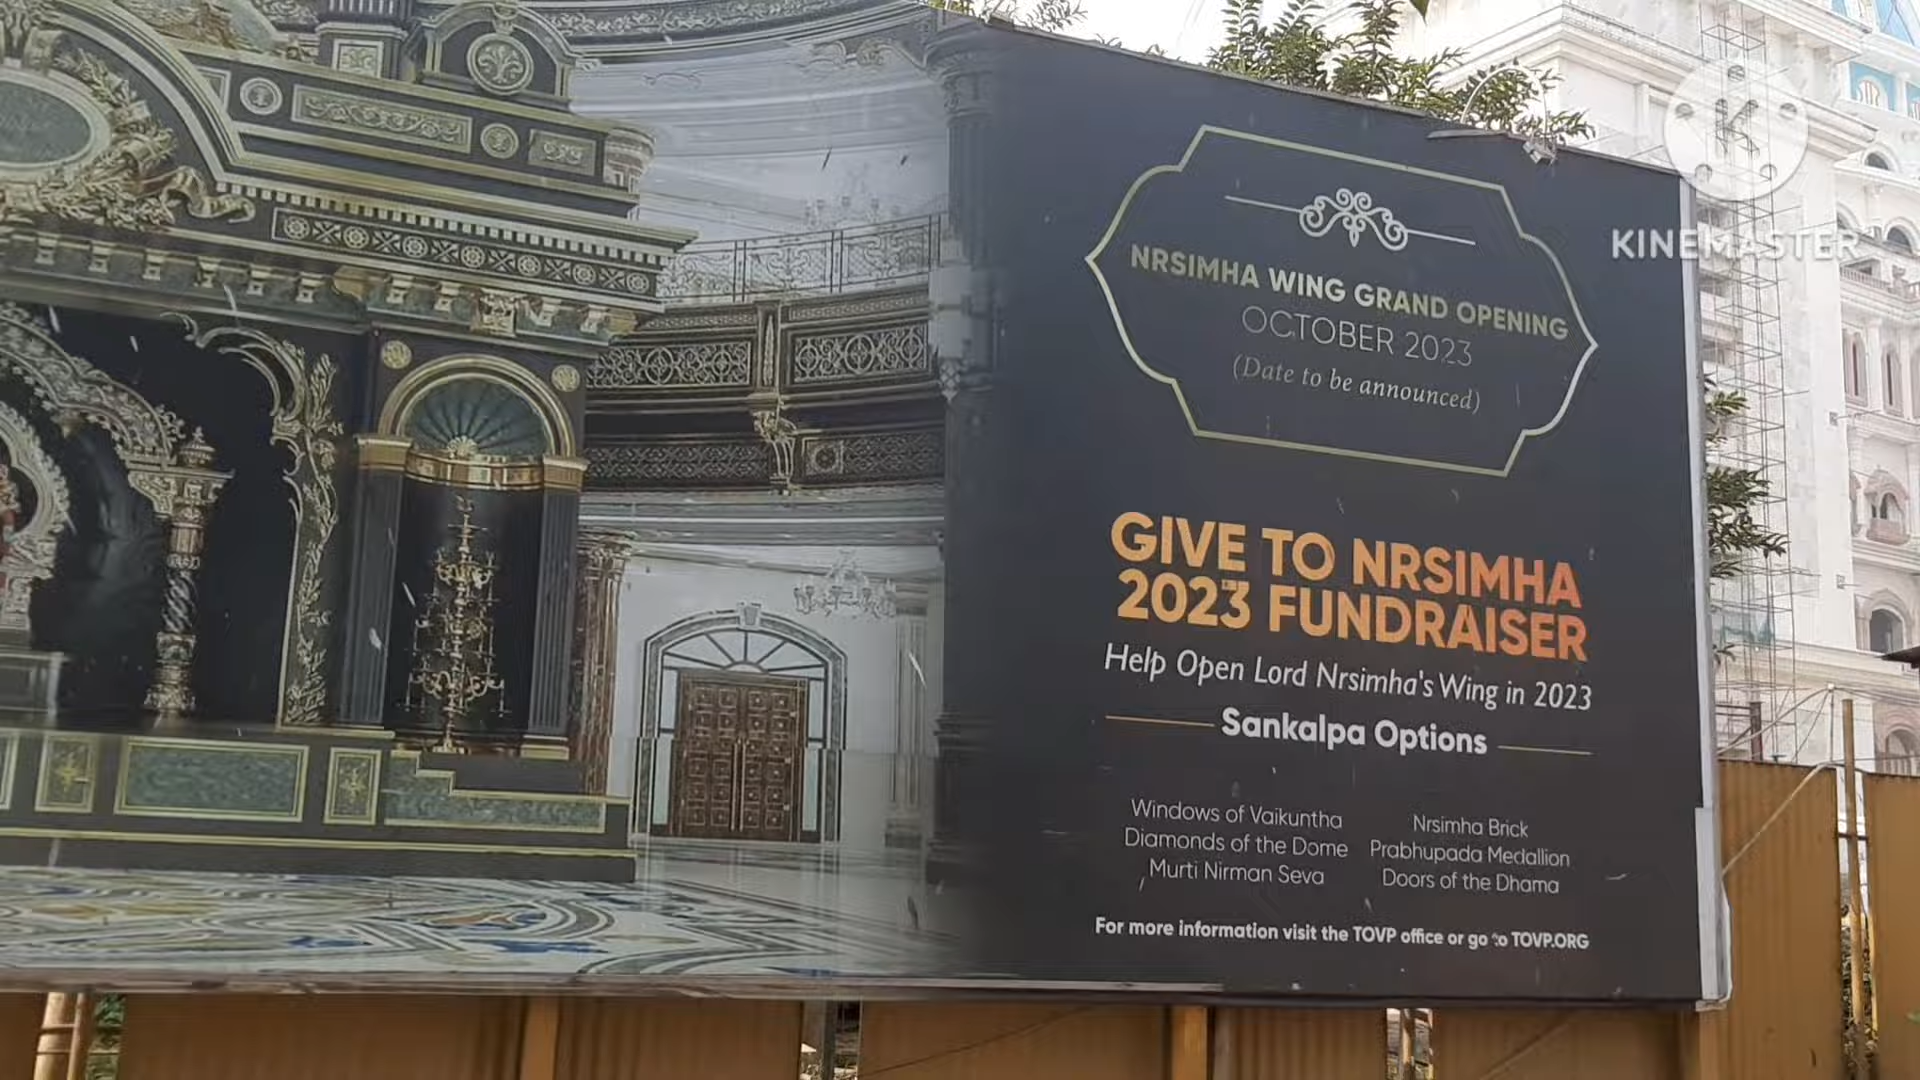 NRSIMHA WING GRAND OPENING
OCTOBER 2023
(Date to be announced)
GIVE TO NRSIMHA
2023 FUNDRAISER
Help Open Lord Nrsimha's Wing in 2023
Sankalpa Options
Windows of Vaikuntha
Diamonds of the Dome
Murti Nirman Seva
Nrsimha Brick
Prabhupada Medallion
Doors of the Dhama
For more information visit the TOVP office or go to TOVP.ORG
K
KINEMASTER